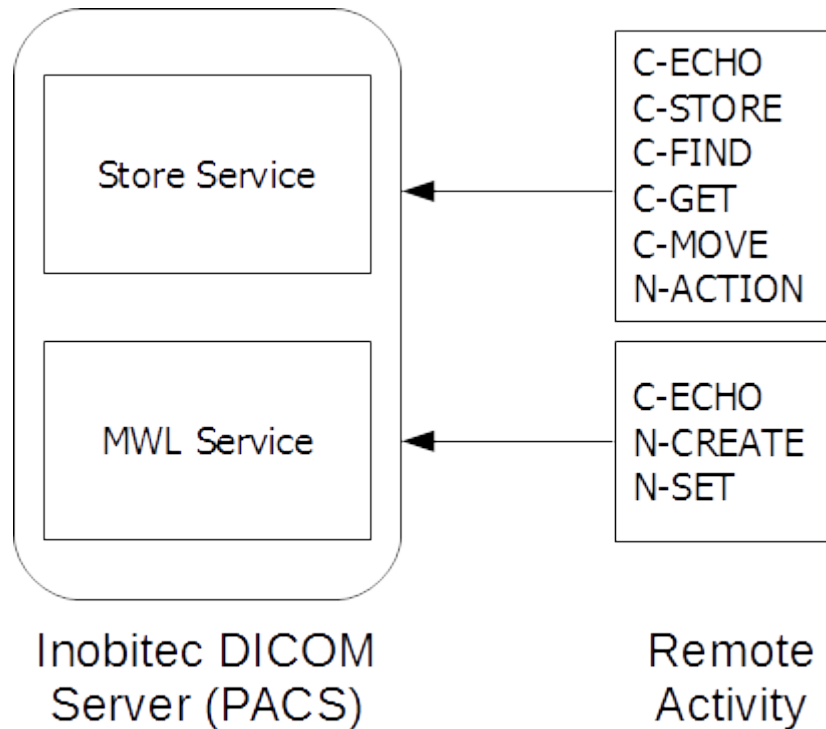 Store Service
C-ECHO
C-STORE
C-FIND
C-GET
C-MOVE
N-ACTION
MWL Service
C-ECHO
N-CREATE
N-SET
Inobitec DICOM
Server (PACS)
Remote
Activity